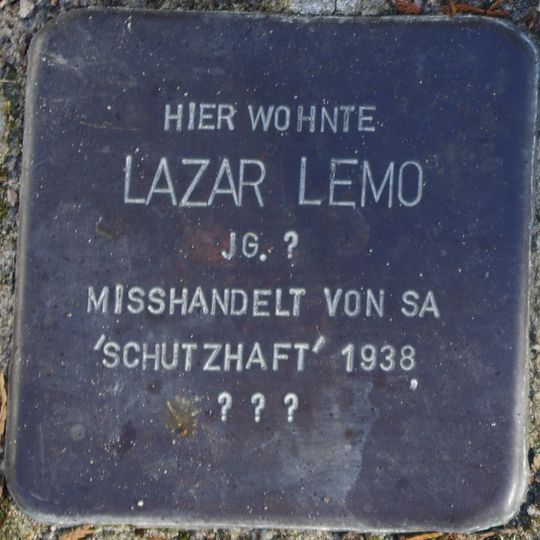 HIER WOHNTE
LAZAR LEMO
JG. ?
MISSHANDELT VON SA
'SCHUTZHAFT' 1938
? ? ?